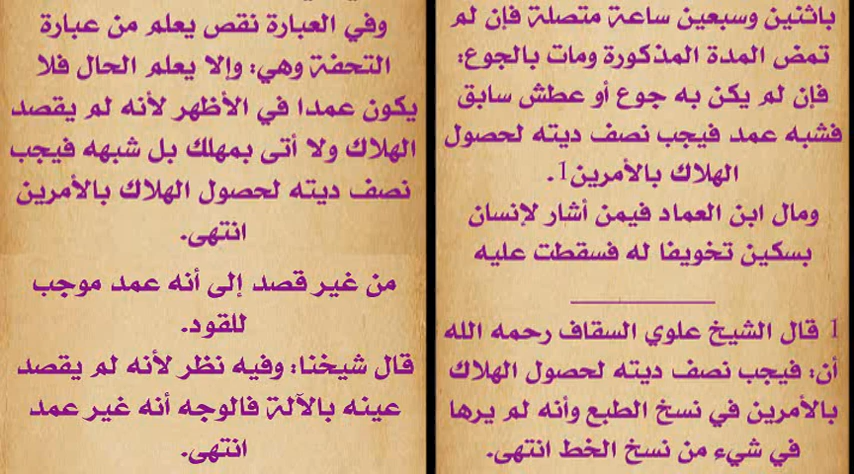 باثنين وسبعين ساعة متصلة فإن لم
تمض المدة المذكورة ومات بالجوع:
فإن لم يكن به جوع أو عطش سابق
فشبه عمد فيجب نصف ديته لحصول
الهلاك بالأمرين1.
ومال ابن العماد فيمن أشار لإنسان
بسكين تخويفا له فسقطت عليه
1 قال الشيخ علوي السقاف رحمه الله
أن: فيجب نصف ديته لحصول الهلاك
بالأمرين في نسخ الطبع وأنه لم يرها
في شيء من نسخ الخط انتهى.
وفي العبارة نقص يعلم من عبارة
التحفة وهي: وإلا يعلم الحال فلا
يكون عمدا في الأظهر لأنه لم يقصد
الهلاك ولا أتى بمهلك بل شبهه فيجب
نصف ديته لحصول الهلاك بالأمرين
انتهى.
من غير قصد إلى أنه عمد موجب
للقود.
قال شيخنا: وفيه نظر لأنه لم يقصد
عينه بالآلة فالوجه أنه غير عمد
انتهى.